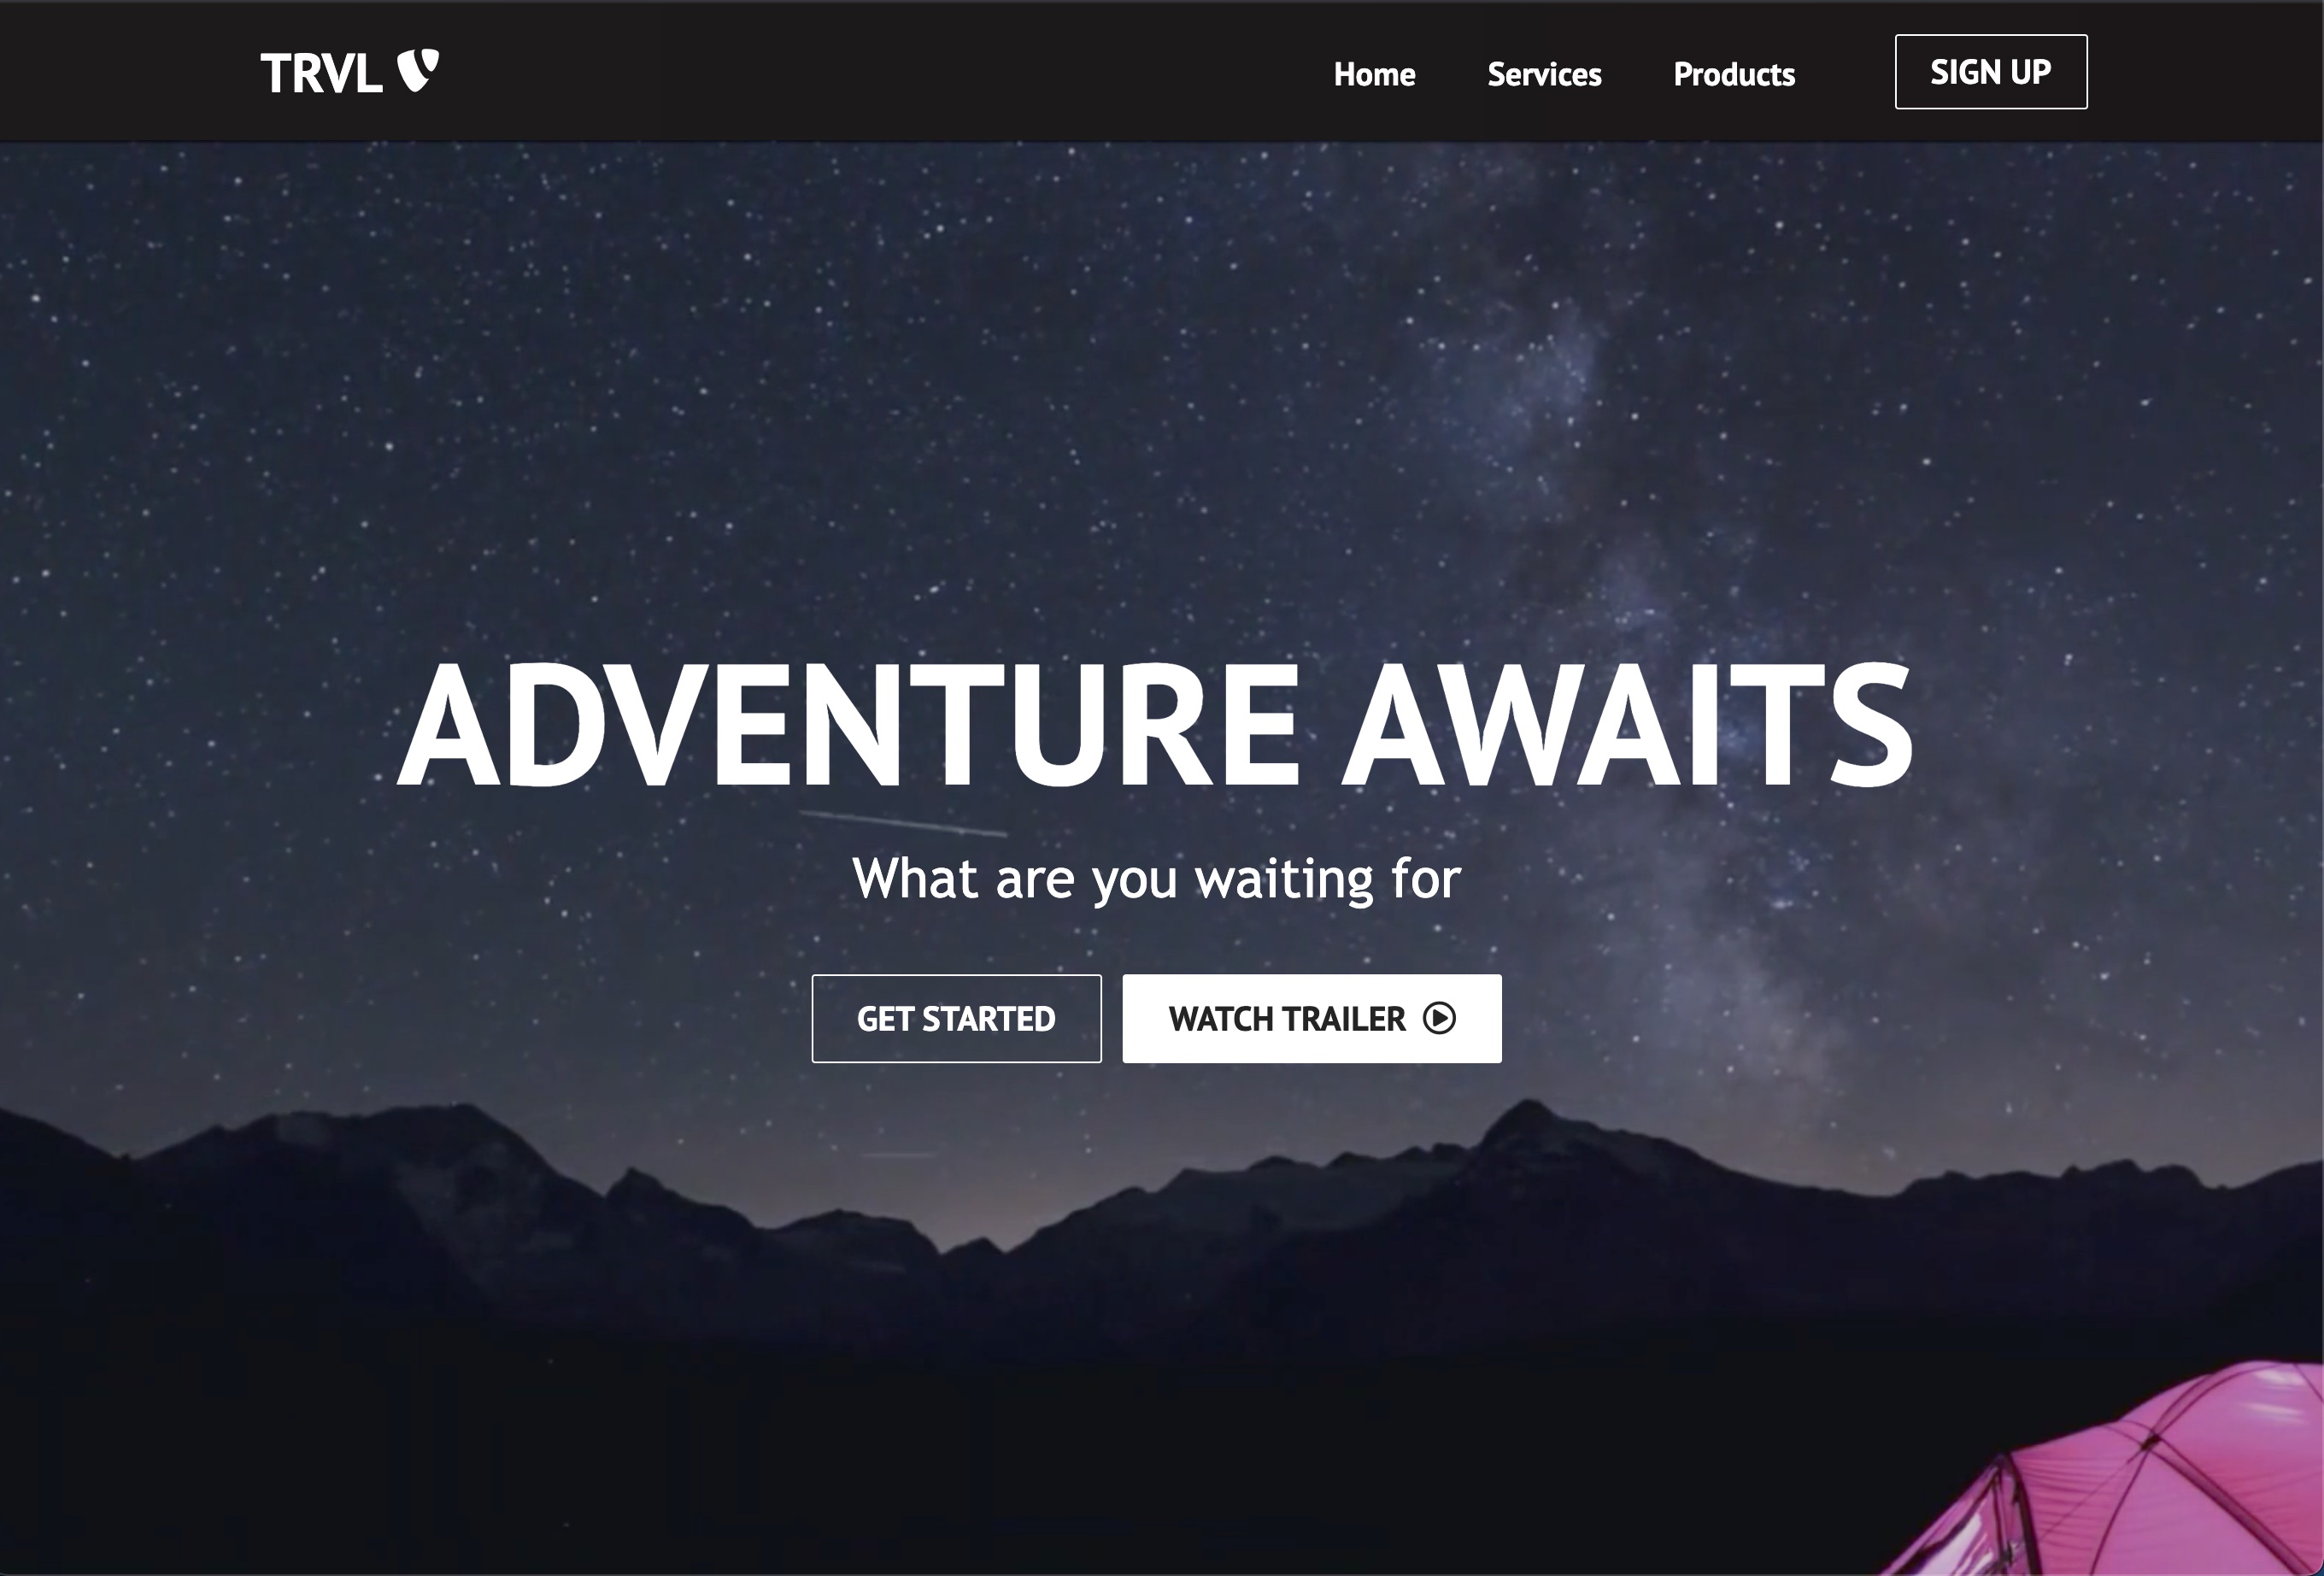 TRVL
Home Services Products SIGN UP
ADVENTURE AWAITS
What are you waiting for
GET STARTED WATCH TRAILER